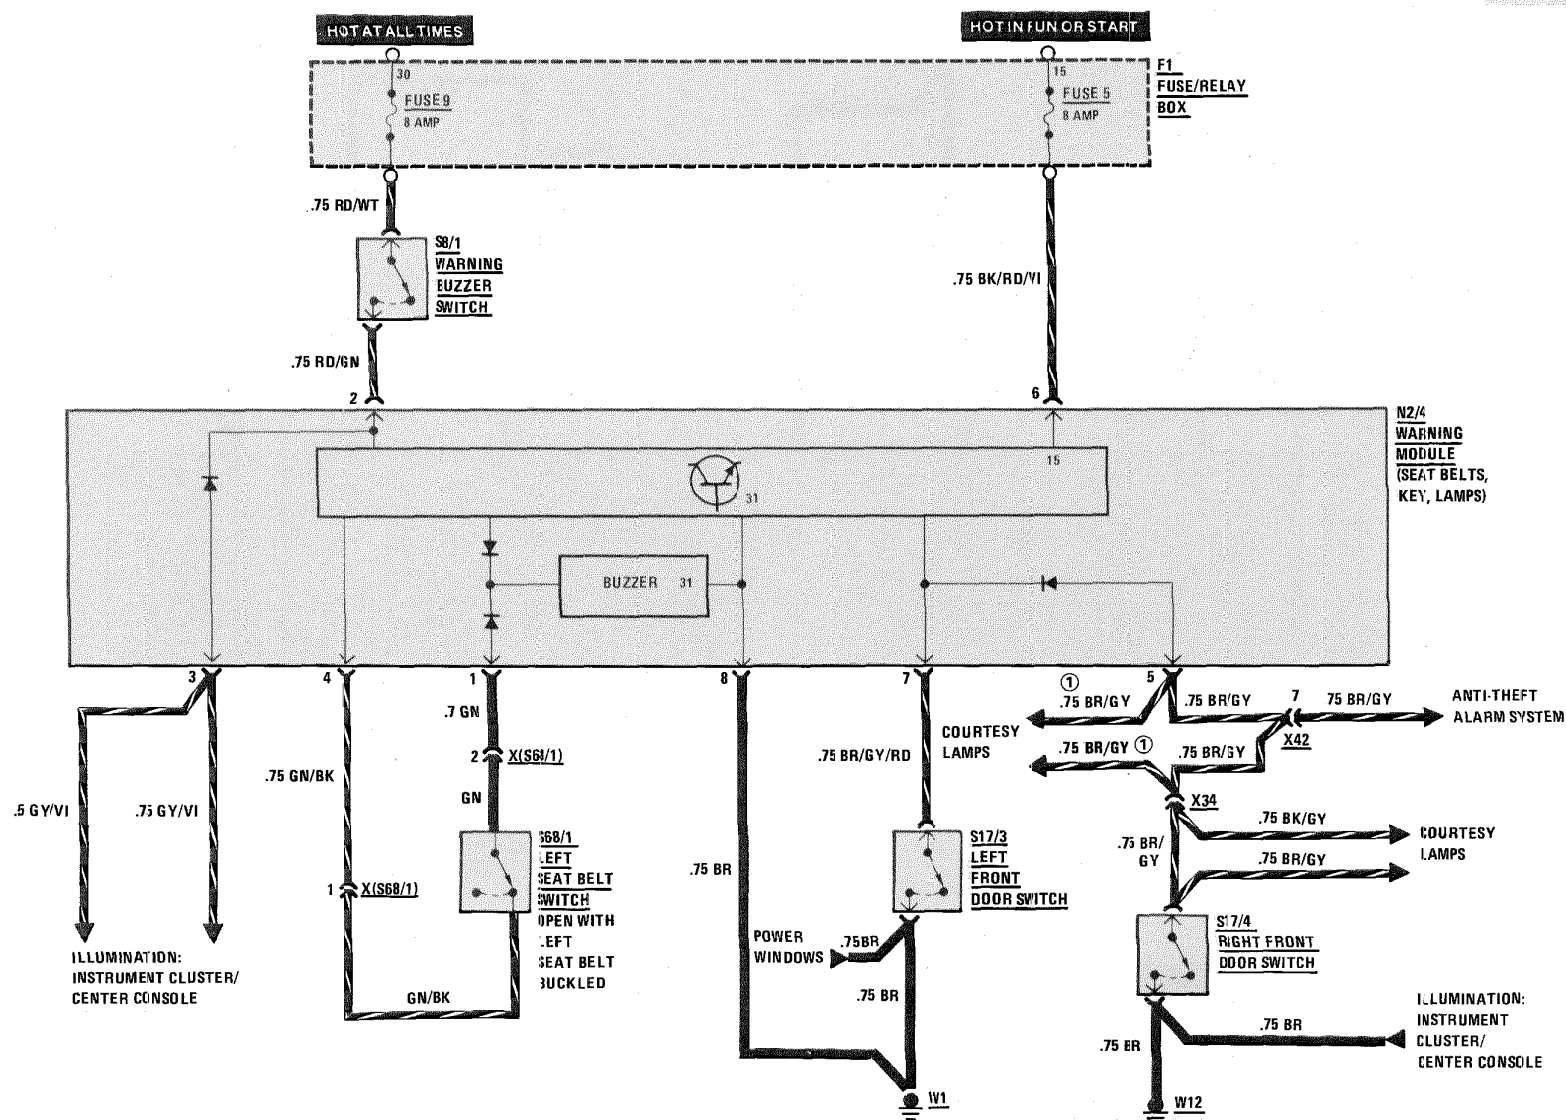 HOT AT ALL TIMES
HOT IN FUN OR START
30
FUSE 9
8 AMP
15
FUSE 5
8 AMP
F1
FUSE/RELAY
BOX
.75 RD/WT
S8/1
WARNING
BUZZER
SWITCH
.75 BK/RD/VI
.75 RD/GN
2
6
N2/4
WARNING
MODULE
(SEAT BELTS,
KEY, LAMPS)
15
31
BUZZER 31
3
4
1
8
7
5
.7 GN
2
X(S68/1)
GN
.75 GN/BK
.5 GY/VI
.75 GY/VI
1
X(S68/1)
S68/1
LEFT
SEAT BELT
SWITCH
OPEN WITH
LEFT
SEAT BELT
BUCKLED
GN/BK
ILLUMINATION:
INSTRUMENT CLUSTER/
CENTER CONSOLE
.75 BR
.75 BR/GY/RD
COURTESY
LAMPS
1
.75 BR/GY
.75 BR/GY
7
75 BR/GY
ANTI-THEFT
ALARM SYSTEM
.75 BR/GY 1
.75 BR/GY
X42
X34
.75 BR/
GY
.75 BK/GY
.75 BR/GY
COURTESY
LAMPS
S17/3
LEFT
FRONT
DOOR SWITCH
POWER
WINDOWS
.75BR
.75 BR
S17/4
RIGHT FRONT
DOOR SWITCH
.75 BR
.75 BR
ILLUMINATION:
INSTRUMENT
CLUSTER/
CENTER CONSOLE
W1
W12